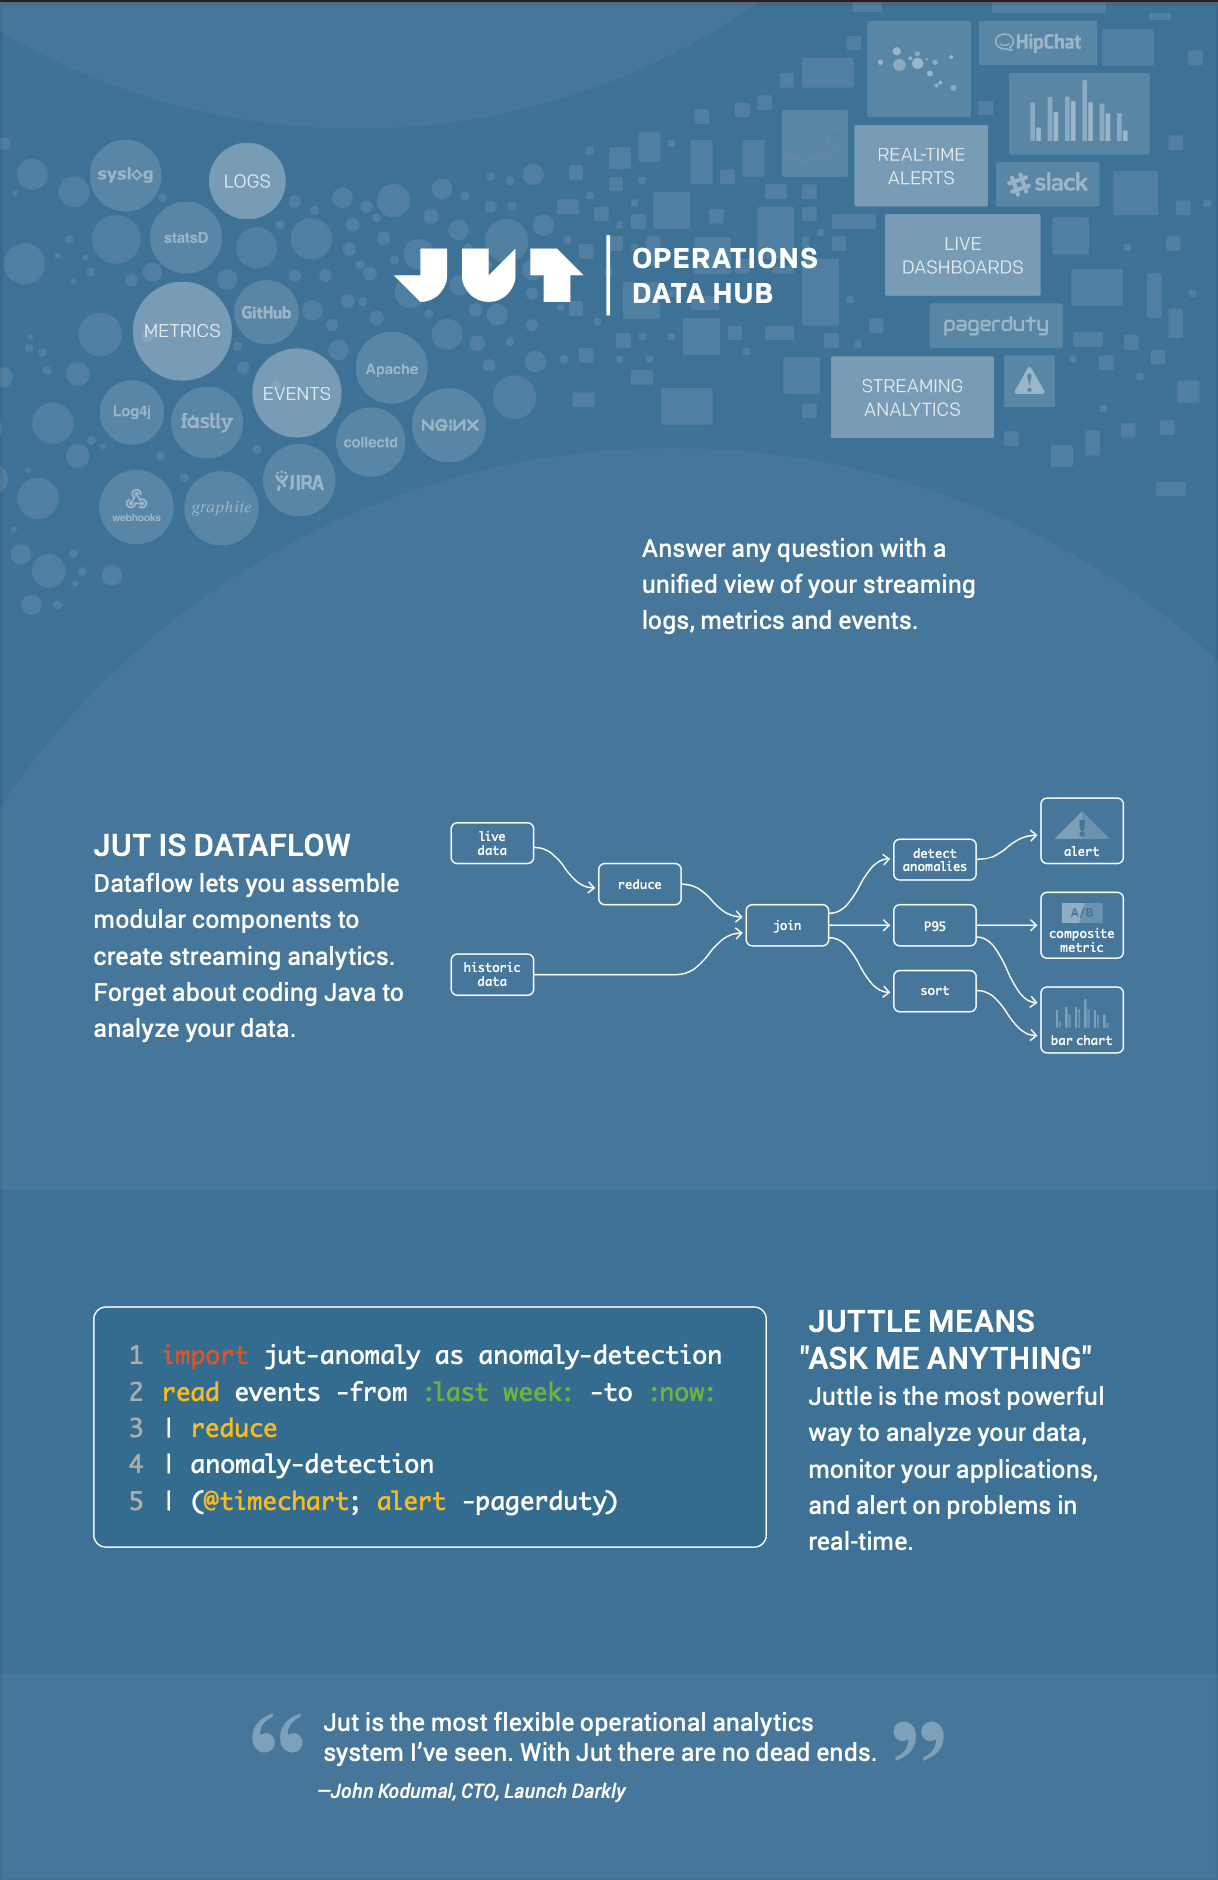 HipChat
REAL-TIME
ALERTS
syslog
LOGS
slack
statsD
LIVE
DASHBOARDS
JUT
OPERATIONS
DATA HUB
METRICS
GitHub
pagerduty
EVENTS
Apache
STREAMING
ANALYTICS
Log4j
fastly
collectd
NGINX
JIRA
webhooks
graphite
Answer any question with a
unified view of your streaming
logs, metrics and events.
JUT IS DATAFLOW
Dataflow lets you assemble
modular components to
create streaming analytics.
Forget about coding Java to
analyze your data.
live
data
reduce
historic
data
join
detect
anomalies
P95
sort
alert
A/B
composite
metric
bar chart
1 import jut-anomaly as anomaly-detection
2 read events -from :last week: -to :now:
3 | reduce
4 | anomaly-detection
5 | (@timechart; alert -pagerduty)
JUTTLE MEANS
"ASK ME ANYTHING"
Juttle is the most powerful
way to analyze your data,
monitor your applications,
and alert on problems in
real-time.
“Jut is the most flexible operational analytics
system I’ve seen. With Jut there are no dead ends.”
—John Kodumal, CTO, Launch Darkly